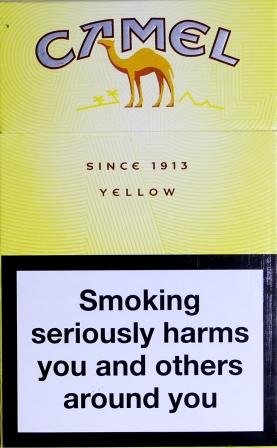 CAMEL
SINCE 1913
YELLOW
Smoking
seriously harms
you and others
around you